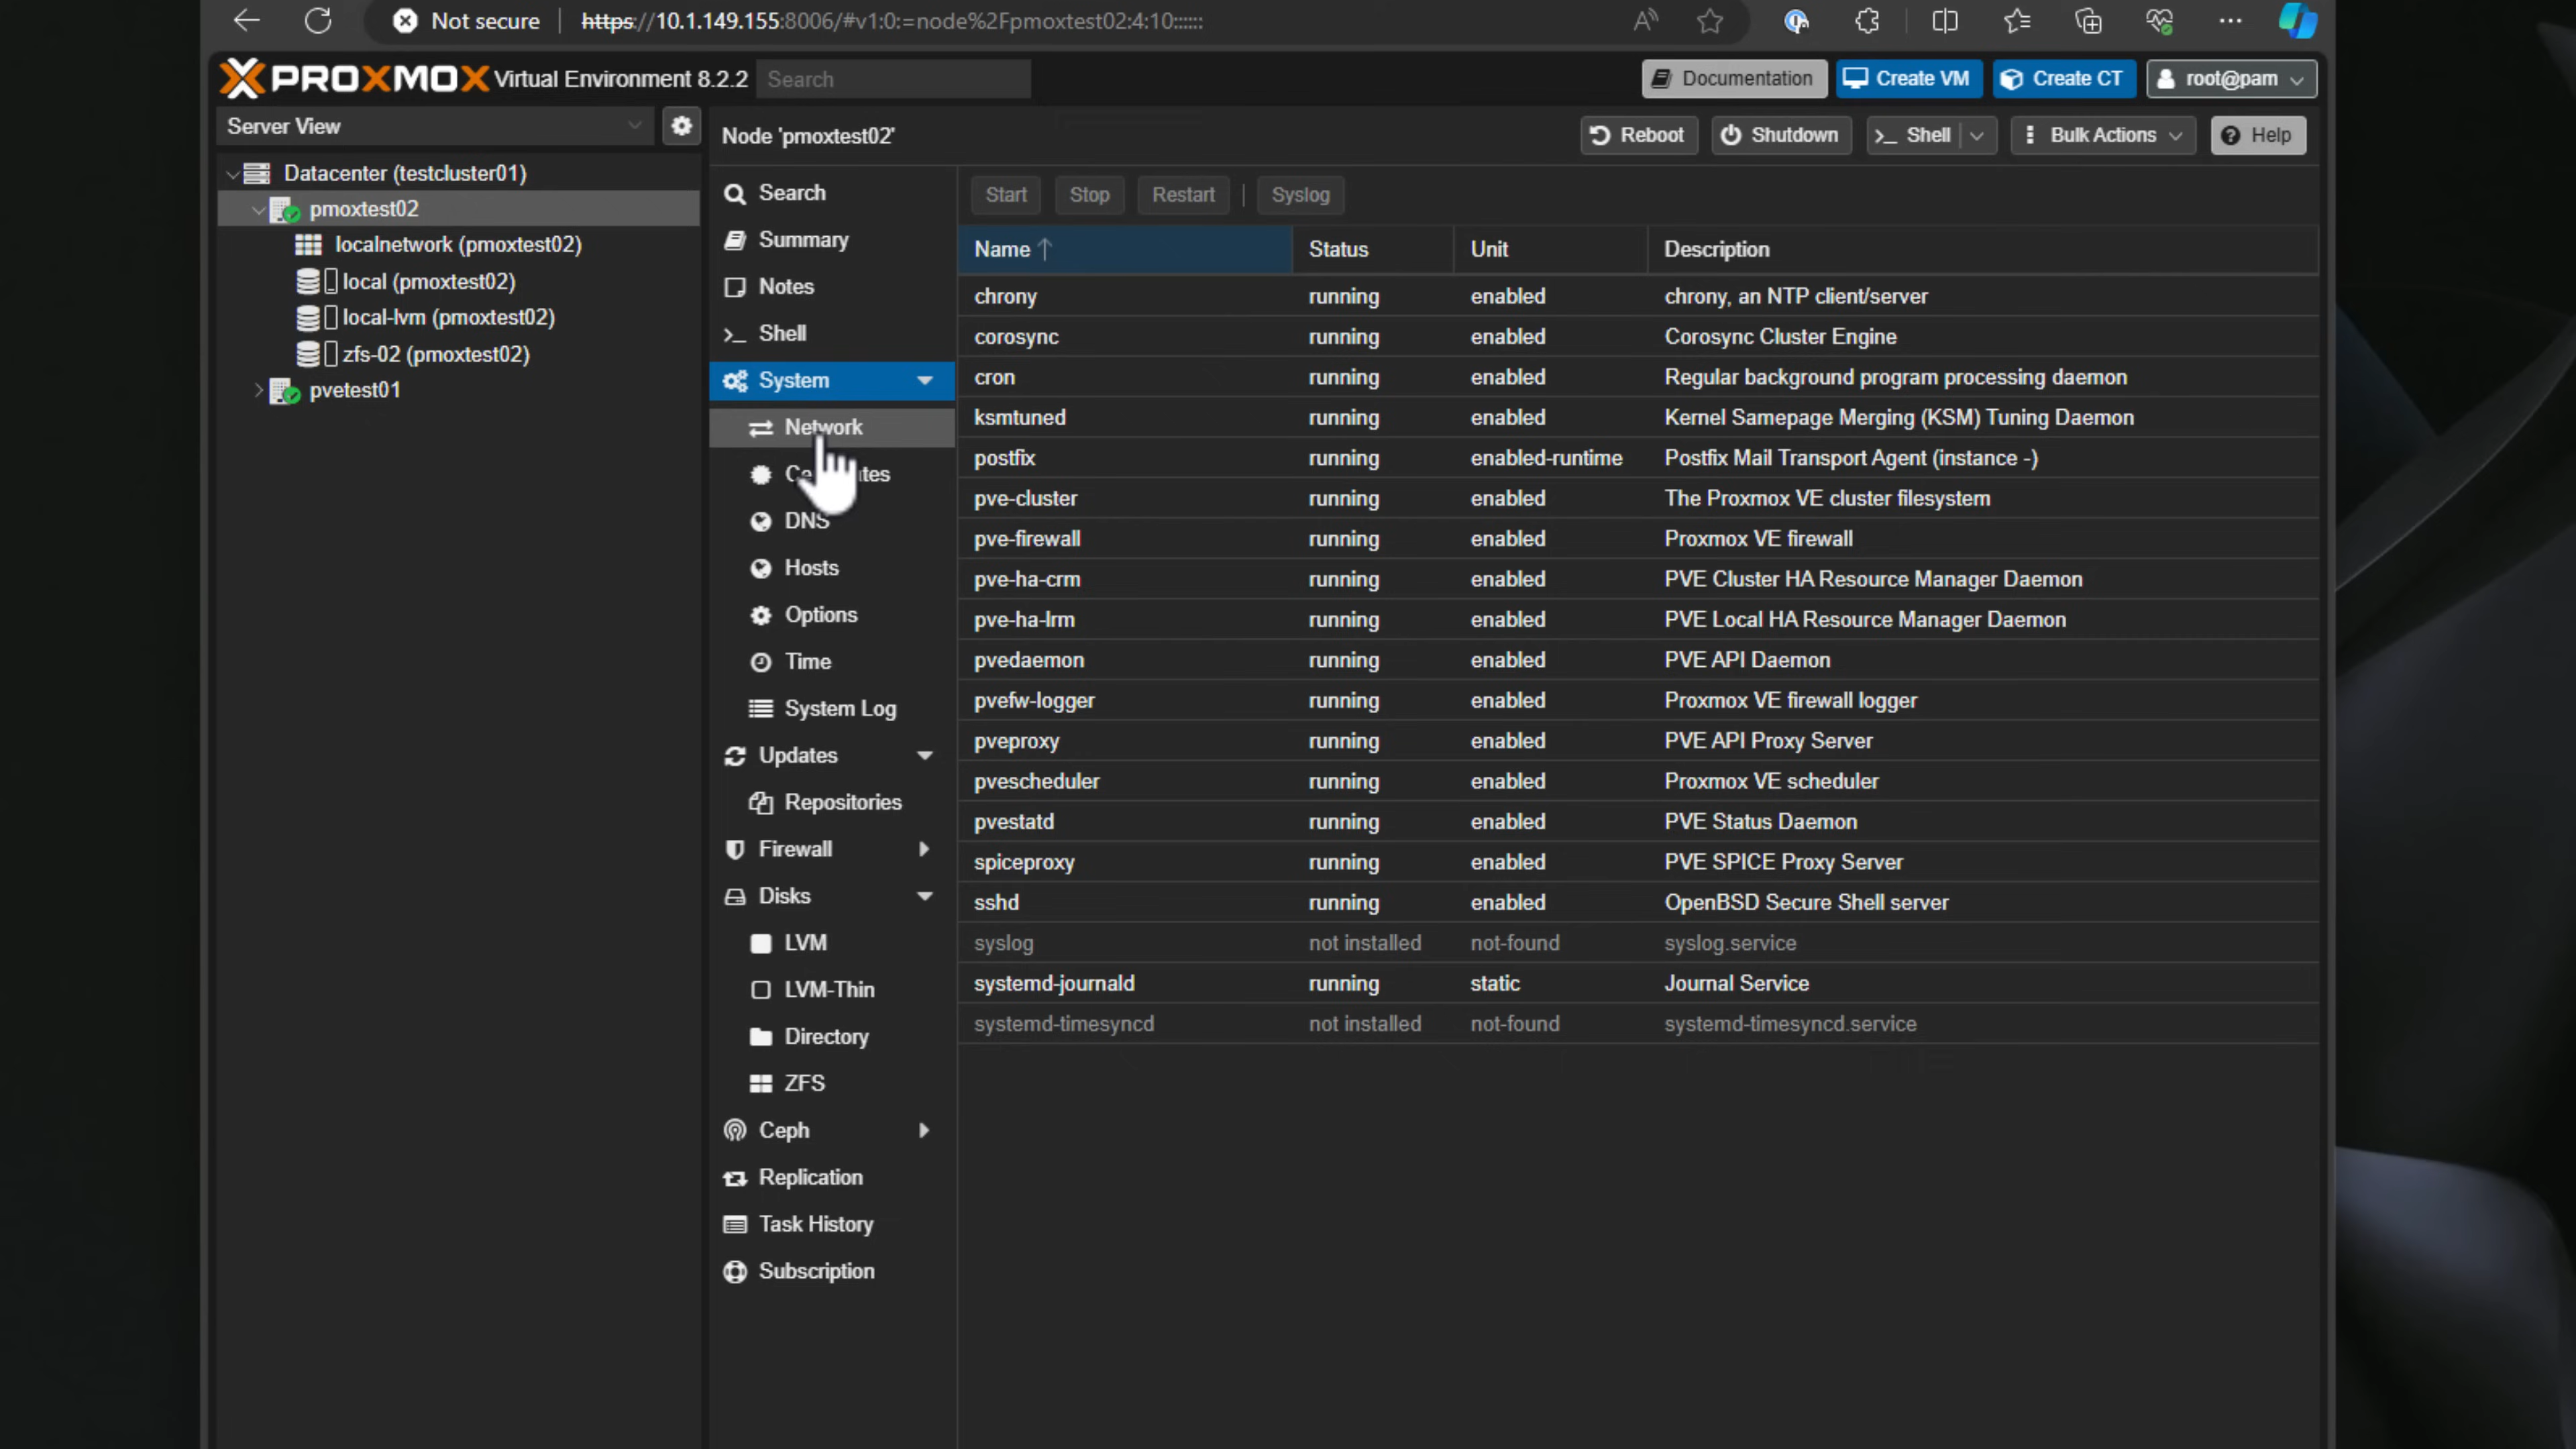 Not secure https://10.1.149.155:8006/#v1:0:=node%2Fpmoxtest02:4:10::::::
PROXMOX Virtual Environment 8.2.2 Search Documentation Create VM Create CT root@pam
Server View
Node 'pmoxtest02' Reboot Shutdown Shell Bulk Actions Help
Datacenter (testcluster01)
pmoxtest02
localnetwork (pmoxtest02)
local (pmoxtest02)
local-lvm (pmoxtest02)
zfs-02 (pmoxtest02)
pvetest01
Search
Summary
Notes
Shell
System
Network
DNS
Hosts
Options
Time
System Log
Updates
Repositories
Firewall
Disks
LVM
LVM-Thin
Directory
ZFS
Ceph
Replication
Task History
Subscription
Start Stop Restart Syslog
Name Status Unit Description
chrony running enabled chrony, an NTP client/server
corosync running enabled Corosync Cluster Engine
cron running enabled Regular background program processing daemon
ksmtuned running enabled Kernel Samepage Merging (KSM) Tuning Daemon
postfix running enabled-runtime Postfix Mail Transport Agent (instance -)
pve-cluster running enabled The Proxmox VE cluster filesystem
pve-firewall running enabled Proxmox VE firewall
pve-ha-crm running enabled PVE Cluster HA Resource Manager Daemon
pve-ha-lrm running enabled PVE Local HA Resource Manager Daemon
pvedaemon running enabled PVE API Daemon
pvefw-logger running enabled Proxmox VE firewall logger
pveproxy running enabled PVE API Proxy Server
pvescheduler running enabled Proxmox VE scheduler
pvestatd running enabled PVE Status Daemon
spiceproxy running enabled PVE SPICE Proxy Server
sshd running enabled OpenBSD Secure Shell server
syslog not installed not-found syslog.service
systemd-journald running static Journal Service
systemd-timesyncd not installed not-found systemd-timesyncd.service